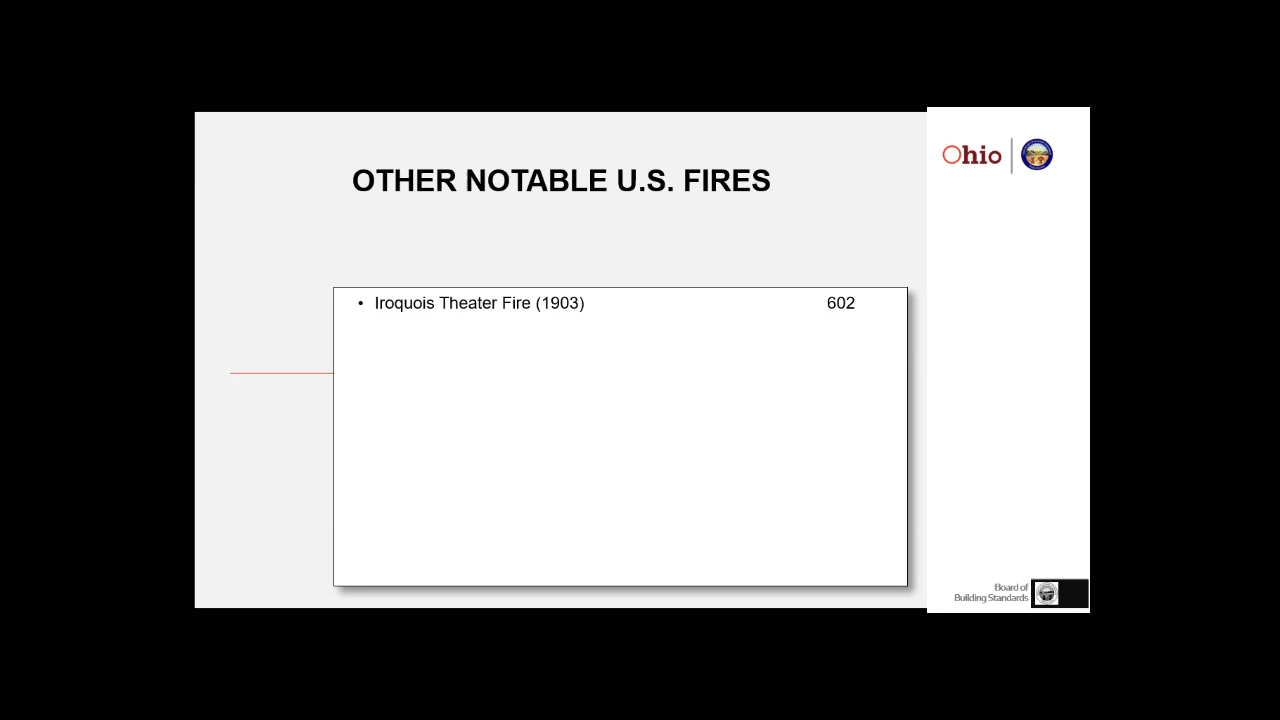 OTHER NOTABLE U.S. FIRES
Ohio
• Iroquois Theater Fire (1903) 602
Board of
Building Standards